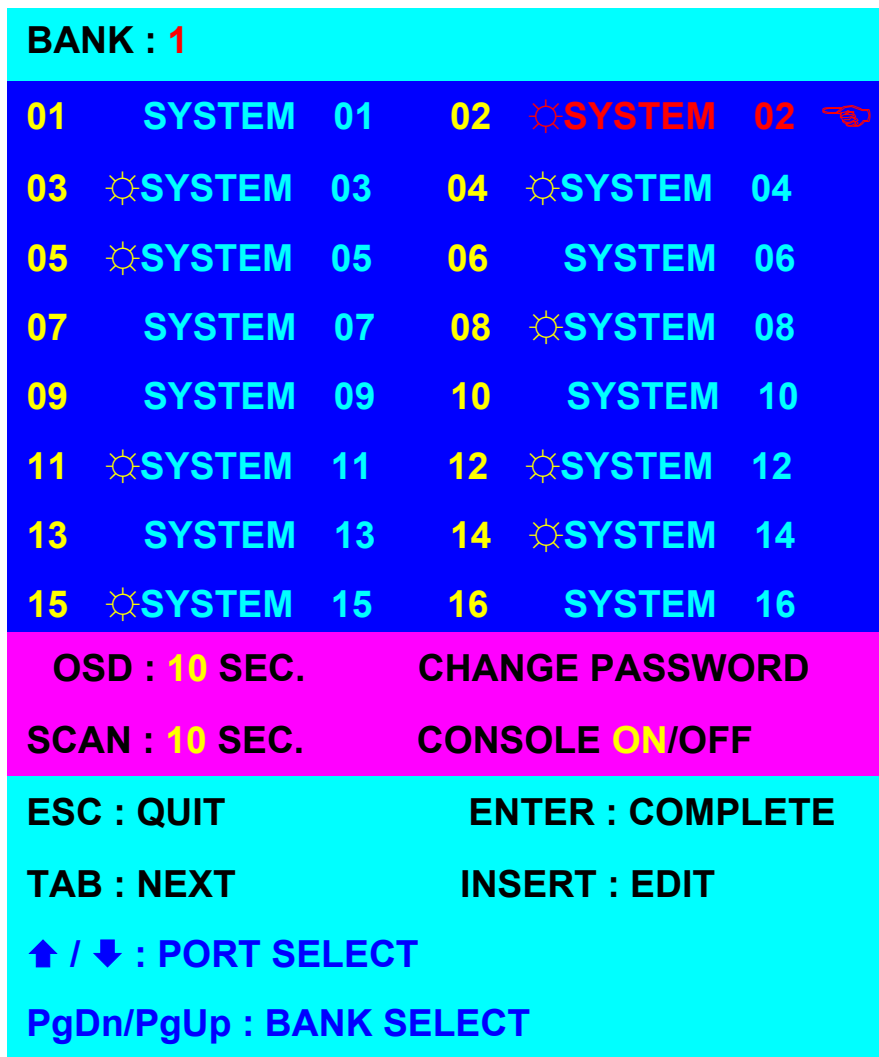 BANK : 1
01 SYSTEM 01 02 ☼SYSTEM 02 ☜
03 ☼SYSTEM 03 04 ☼SYSTEM 04
05 ☼SYSTEM 05 06 SYSTEM 06
07 SYSTEM 07 08 ☼SYSTEM 08
09 SYSTEM 09 10 SYSTEM 10
11 ☼SYSTEM 11 12 ☼SYSTEM 12
13 SYSTEM 13 14 ☼SYSTEM 14
15 ☼SYSTEM 15 16 SYSTEM 16
OSD : 10 SEC. CHANGE PASSWORD
SCAN : 10 SEC. CONSOLE ON/OFF
ESC : QUIT ENTER : COMPLETE
TAB : NEXT INSERT : EDIT
🡅 / 🡇 : PORT SELECT
PgDn/PgUp : BANK SELECT